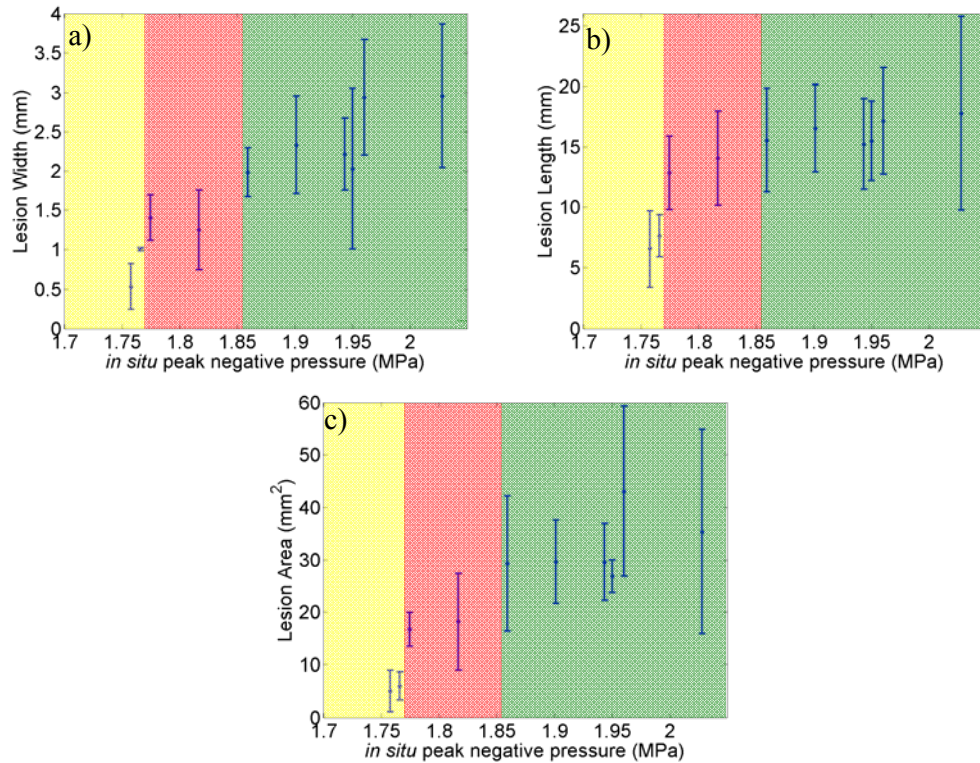 a)
Lesion Width (mm)
4
3.5
3
2.5
2
1.5
1
0.5
0
1.7 1.75 1.8 1.85 1.9 1.95 2
in situ peak negative pressure (MPa)
b)
Lesion Length (mm)
25
20
15
10
5
0
1.7 1.75 1.8 1.85 1.9 1.95 2
in situ peak negative pressure (MPa)
c)
Lesion Area (mm²)
60
50
40
30
20
10
0
1.7 1.75 1.8 1.85 1.9 1.95 2
in situ peak negative pressure (MPa)